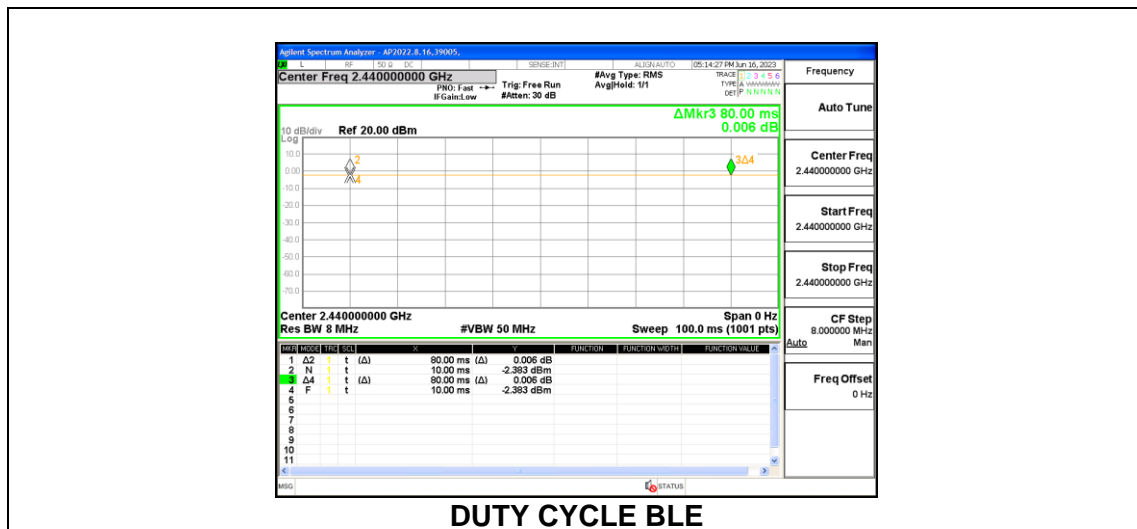 Agilent Spectrum Analyzer - AP2022.8.16,39005,
L RF 50 Ω DC SENSE:INT ALIGN AUTO 05:14:27 PM Jun 16, 2023
Center Freq 2.440000000 GHz
PNO: Fast
IFGain:Low
Trig: Free Run
#Atten: 30 dB
#Avg Type: RMS
Avg|Hold: 1/1
TRACE 1 2 3 4 5 6
TYPE A WWWWW
DET P N N N N N
ΔMkr3 80.00 ms
0.006 dB
10 dB/div Ref 20.00 dBm
Log
10.0
0.00
-10.0
-20.0
-30.0
-40.0
-50.0
-60.0
-70.0
2
4
3Δ4
Center 2.440000000 GHz Span 0 Hz
Res BW 8 MHz #VBW 50 MHz Sweep 100.0 ms (1001 pts)
MKR MODE TRC SCL X Y FUNCTION FUNCTION WIDTH FUNCTION VALUE
1 Δ2 1 t (Δ) 80.00 ms (Δ) 0.006 dB
2 N 1 t 10.00 ms -2.383 dBm
3 Δ4 1 t (Δ) 80.00 ms (Δ) 0.006 dB
4 F 1 t 10.00 ms -2.383 dBm
5
6
7
8
9
10
11
MSG STATUS
Frequency
Auto Tune
Center Freq
2.440000000 GHz
Start Freq
2.440000000 GHz
Stop Freq
2.440000000 GHz
CF Step
8.000000 MHz
Auto Man
Freq Offset
0 Hz
DUTY CYCLE BLE